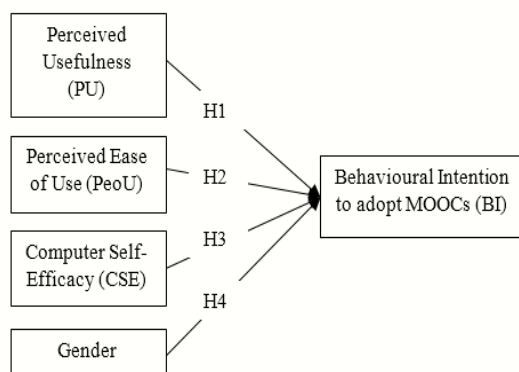 Perceived
Usefulness
(PU)
H1
Perceived Ease
of Use (PeoU)
H2
Behavioural Intention
to adopt MOOCs (BI)
Computer Self-
Efficacy (CSE)
H3
H4
Gender